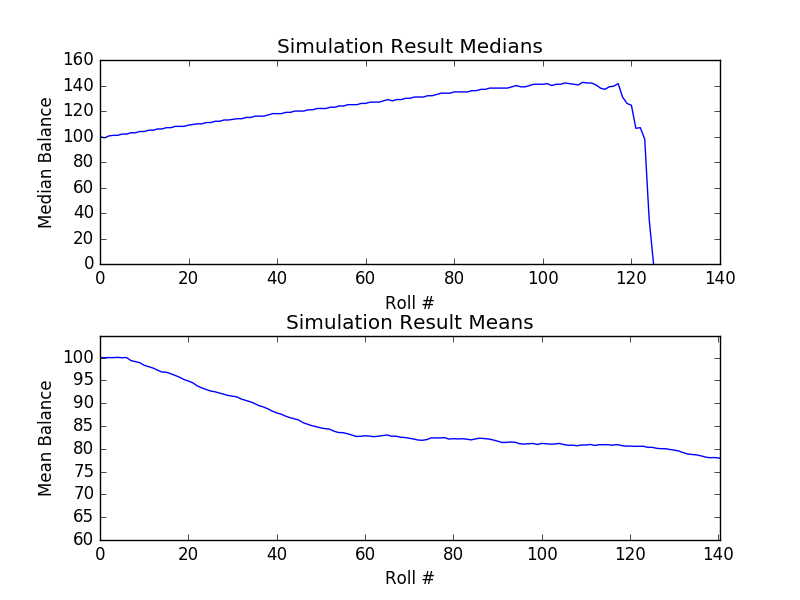 Simulation Result Medians
160
140
120
100
80
60
40
20
0
Median Balance
0 20 40 60 80 100 120 140
Roll #
Simulation Result Means
100
95
90
85
80
75
70
65
60
Mean Balance
0 20 40 60 80 100 120 140
Roll #